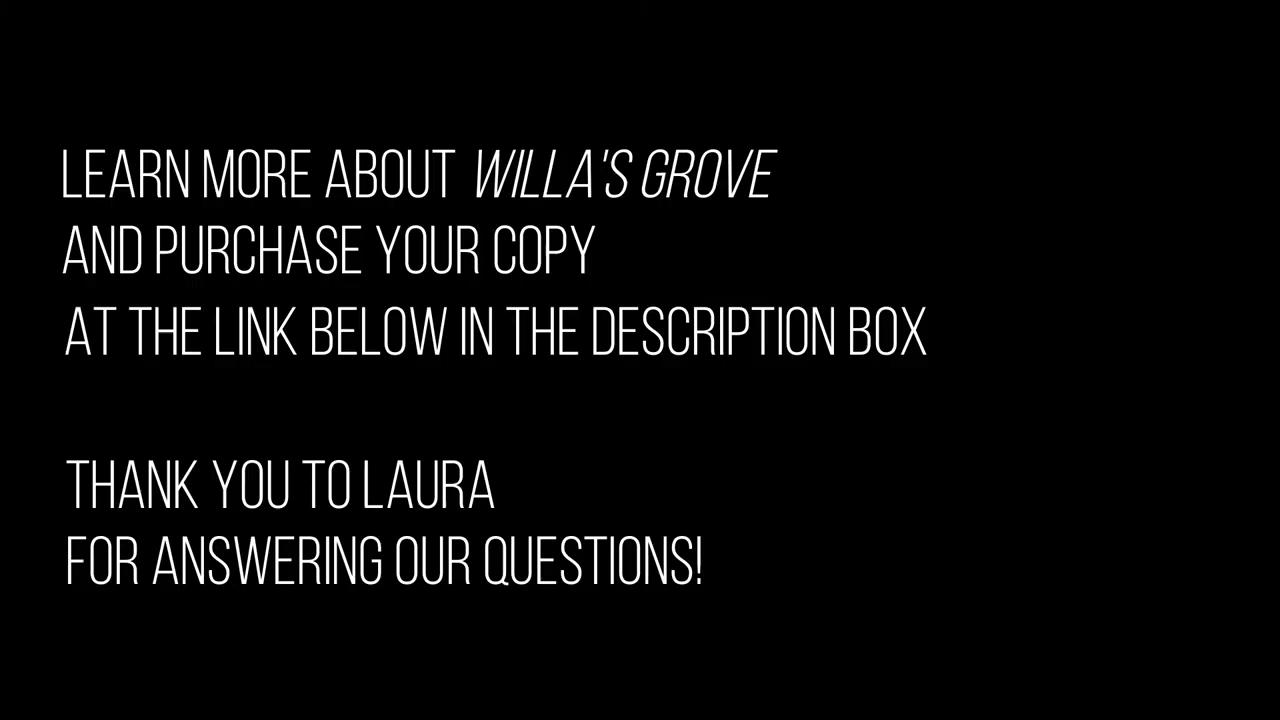 LEARN MORE ABOUT WILLA'S GROVE
AND PURCHASE YOUR COPY
AT THE LINK BELOW IN THE DESCRIPTION BOX
THANK YOU TO LAURA
FOR ANSWERING OUR QUESTIONS!